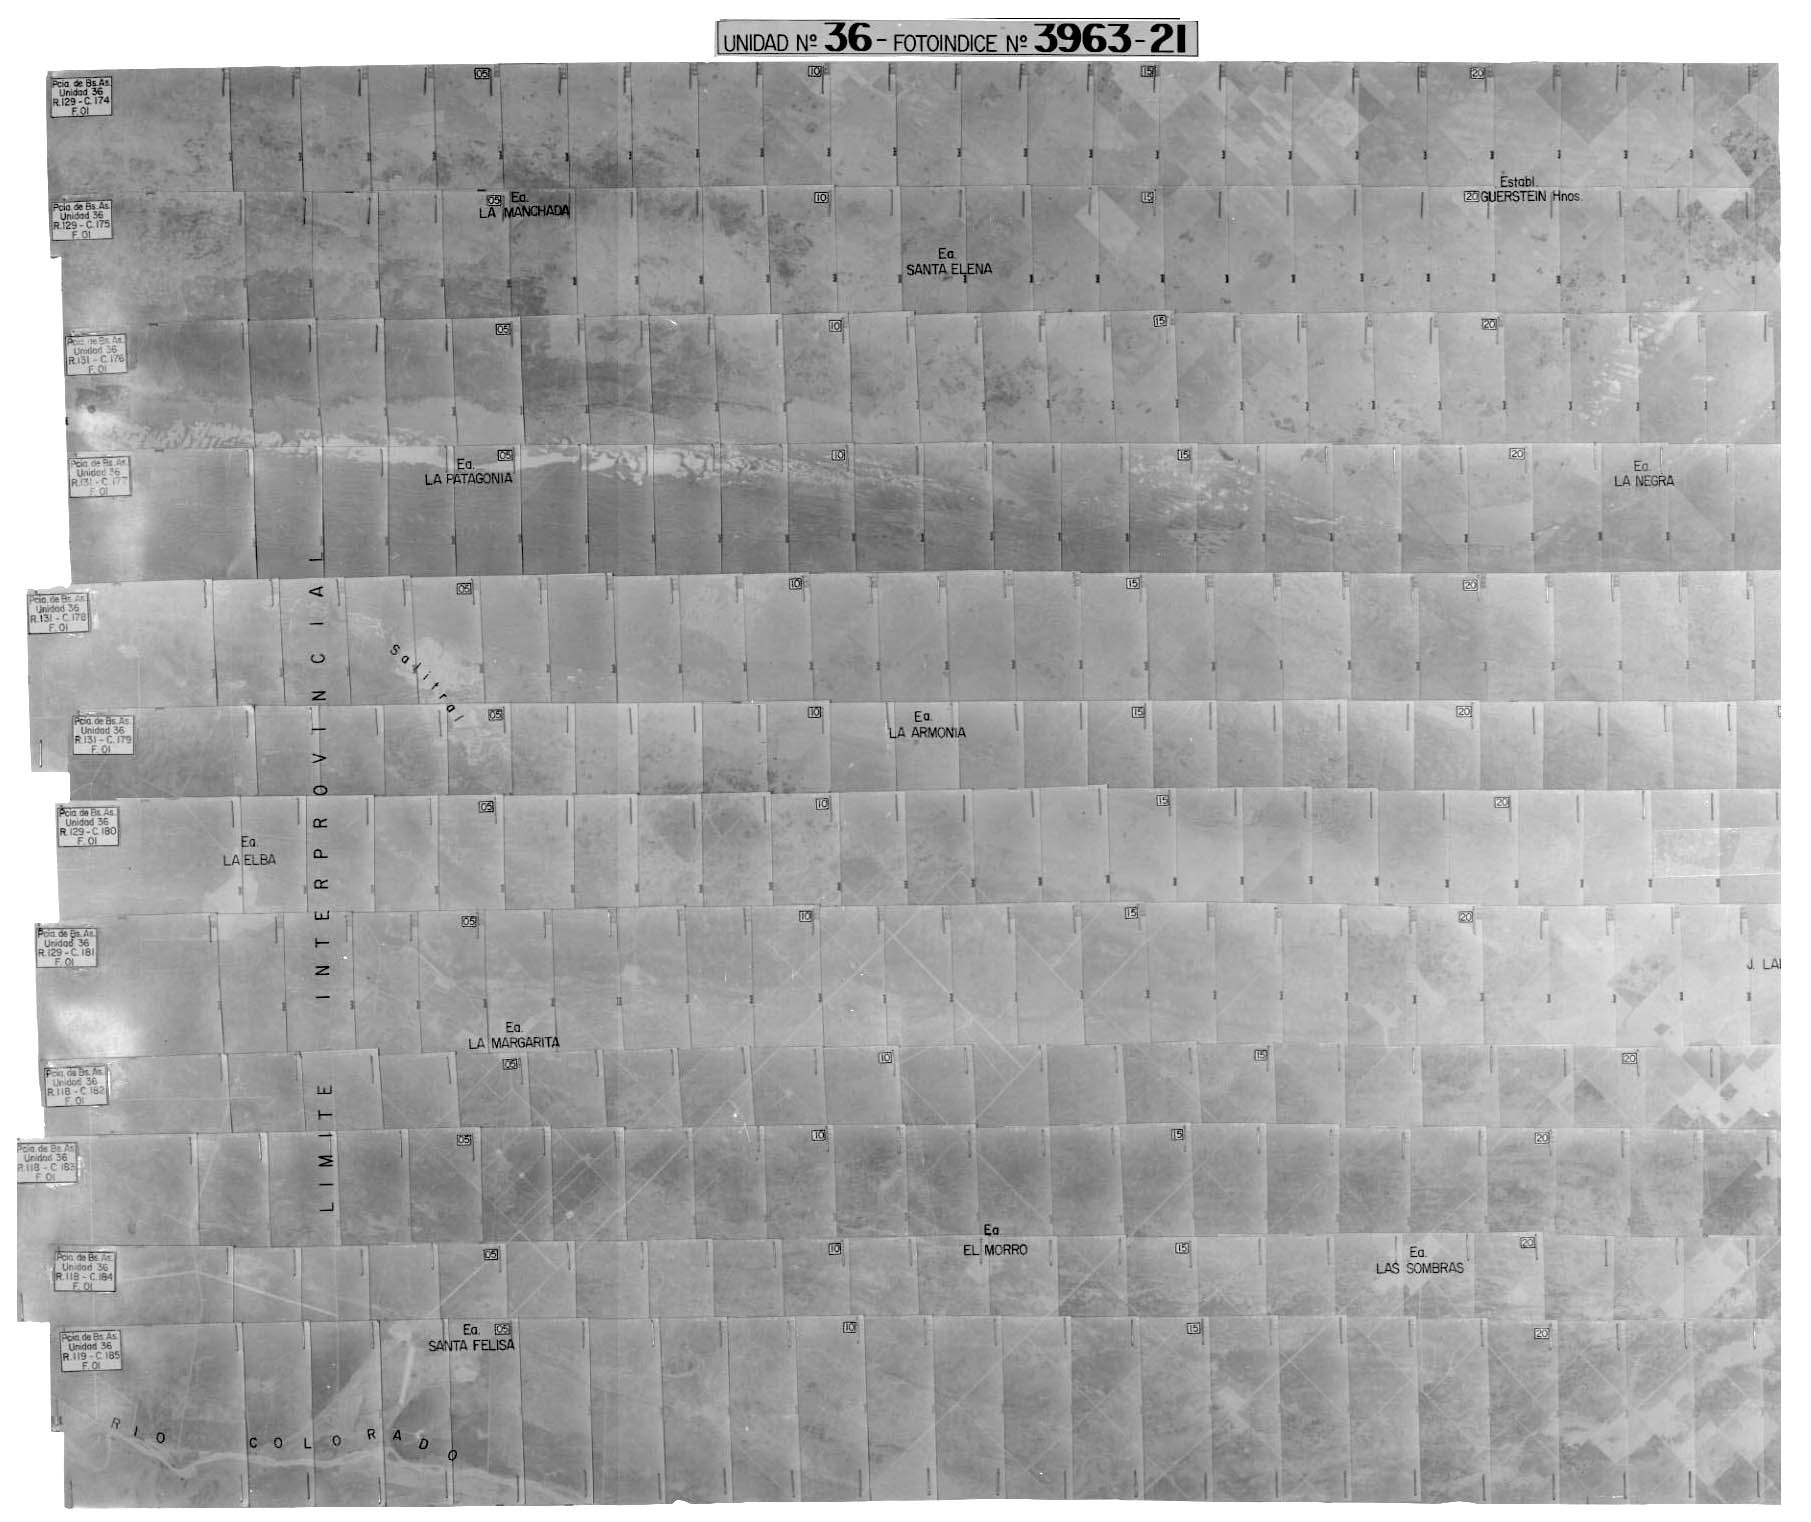 UNIDAD Nº 36 - FOTOINDICE Nº 3963-21
Pcia. de Bs. As.
Unidad 36
R.129 - C.174
F. 01
05
10
15
20
Pcia. de Bs. As.
Unidad 36
R.129 - C.175
F. 01
05
Ea.
LA MANCHADA
10
15
Establ.
20
GUERSTEIN Hnos.
Ea.
SANTA ELENA
Pcia. de Bs. As.
Unidad 36
R.131 - C.176
F. 01
05
10
15
20
Pcia. de Bs. As.
Unidad 36
R.131 - C.177
F. 01
Ea.
LA PATAGONIA
05
10
15
20
Ea.
LA NEGRA
Pcia. de Bs. As.
Unidad 36
R.131 - C.178
F. 01
05
10
15
20
Salitral
Pcia. de Bs. As.
Unidad 36
R.131 - C.179
F. 01
05
10
Ea.
LA ARMONIA
15
20
Pcia. de Bs. As.
Unidad 36
R.129 - C.180
F. 01
05
10
15
20
Ea.
LA ELBA
LIMITE INTERPROVINCIAL
Pcia. de Bs. As.
Unidad 36
R.129 - C.181
F. 01
05
10
15
20
J.
Ea.
LA MARGARITA
Pcia. de Bs. As.
Unidad 36
R.118 - C.182
F. 01
05
10
15
20
Pcia. de Bs. As.
Unidad 36
R.118 - C.183
F. 01
05
10
15
20
Ea.
EL MORRO
Pcia. de Bs. As.
Unidad 36
R.118 - C.184
F. 01
05
10
15
Ea.
LAS SOMBRAS
20
Pcia. de Bs. As.
Unidad 36
R.119 - C.185
F. 01
Ea.
SANTA FELISA
05
10
15
20
RIO COLORADO